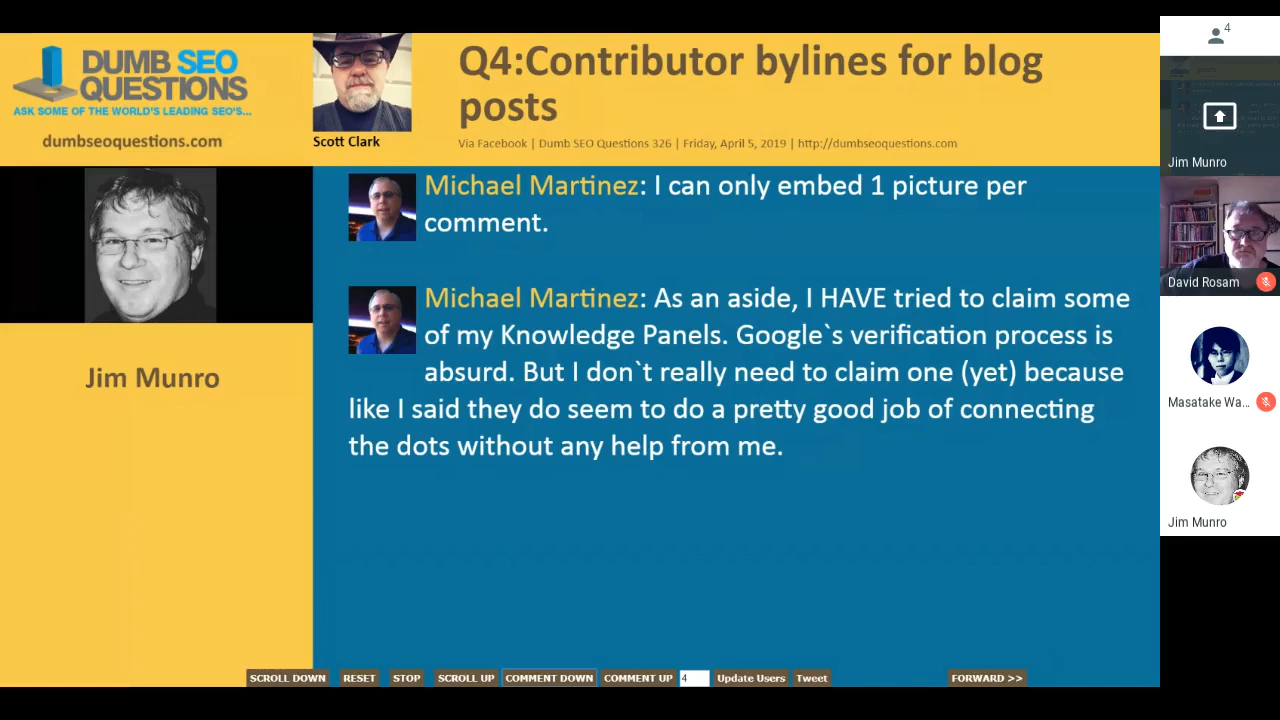 DUMB SEO
QUESTIONS
ASK SOME OF THE WORLD'S LEADING SEO'S...
dumbseoquestions.com
Scott Clark
Q4:Contributor bylines for blog
posts
Via Facebook | Dumb SEO Questions 326 | Friday, April 5, 2019 | http://dumbseoquestions.com
Jim Munro
Michael Martinez: I can only embed 1 picture per
comment.
Michael Martinez: As an aside, I HAVE tried to claim some
of my Knowledge Panels. Google`s verification process is
absurd. But I don`t really need to claim one (yet) because
like I said they do seem to do a pretty good job of connecting
the dots without any help from me.
SCROLL DOWN RESET STOP SCROLL UP COMMENT DOWN COMMENT UP 4 Update Users Tweet FORWARD >>
4
Jim Munro
David Rosam
Masatake Wa...
Jim Munro